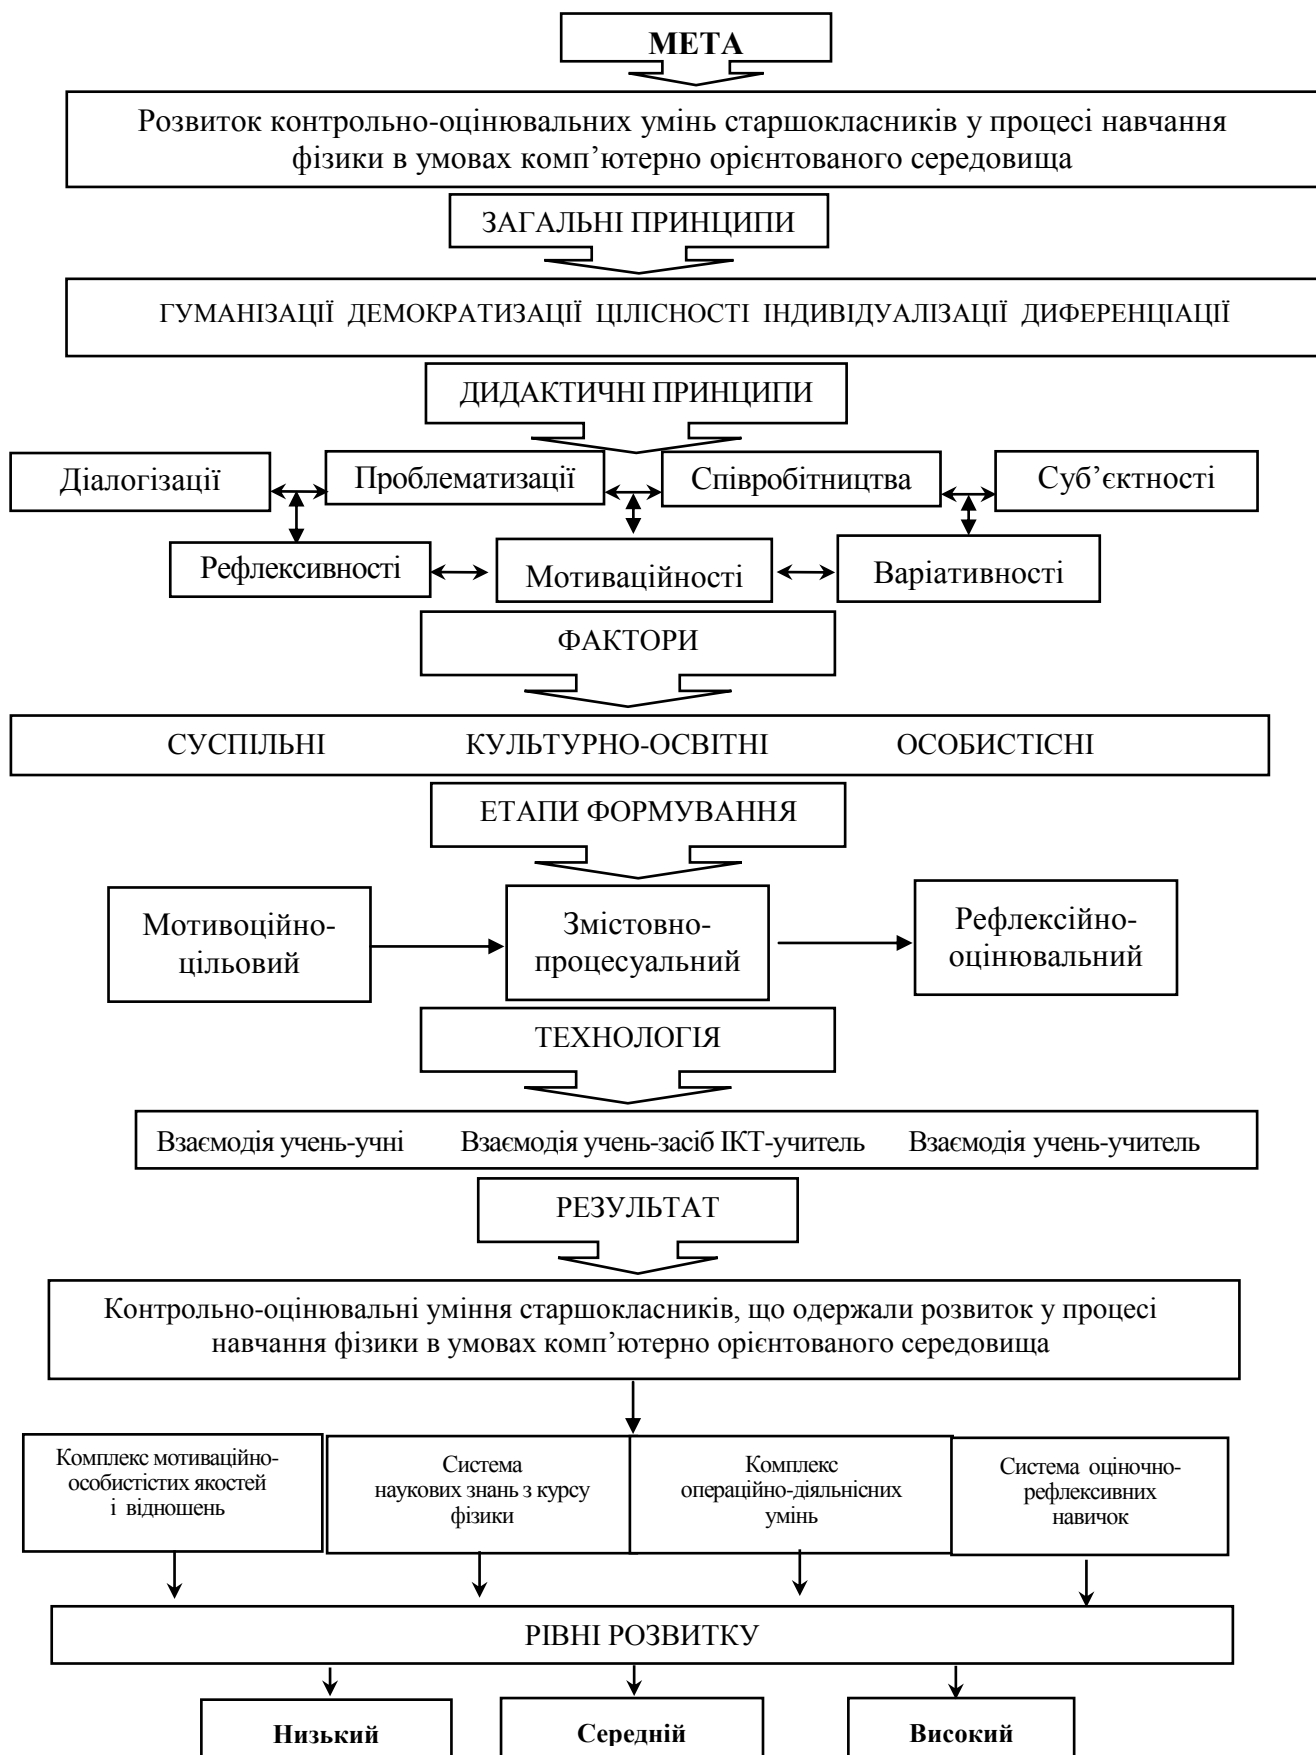 МЕТА
Розвиток контрольно-оцінювальних умінь старшокласників у процесі навчання
фізики в умовах комп’ютерно орієнтованого середовища
ЗАГАЛЬНІ ПРИНЦИПИ
ГУМАНІЗАЦІЇ ДЕМОКРАТИЗАЦІЇ ЦІЛІСНОСТІ ІНДИВІДУАЛІЗАЦІЇ ДИФЕРЕНЦІАЦІЇ
ДИДАКТИЧНІ ПРИНЦИПИ
Діалогізації Проблематизації Співробітництва Суб’єктності
Рефлексивності Мотиваційності Варіативності
ФАКТОРИ
СУСПІЛЬНІ КУЛЬТУРНО-ОСВІТНІ ОСОБИСТІСНІ
ЕТАПИ ФОРМУВАННЯ
Мотивоційно-
цільовий
Змістовно-
процесуальний
Рефлексійно-
оцінювальний
ТЕХНОЛОГІЯ
Взаємодія учень-учні Взаємодія учень-засіб ІКТ-учитель Взаємодія учень-учитель
РЕЗУЛЬТАТ
Контрольно-оцінювальні уміння старшокласників, що одержали розвиток у процесі
навчання фізики в умовах комп’ютерно орієнтованого середовища
Комплекс мотиваційно-
особистістих якостей
і відношень
Система
наукових знань з курсу
фізики
Комплекс
операційно-діяльнісних
умінь
Система оціночно-
рефлексивних
навичок
РІВНІ РОЗВИТКУ
Низький Середній Високий